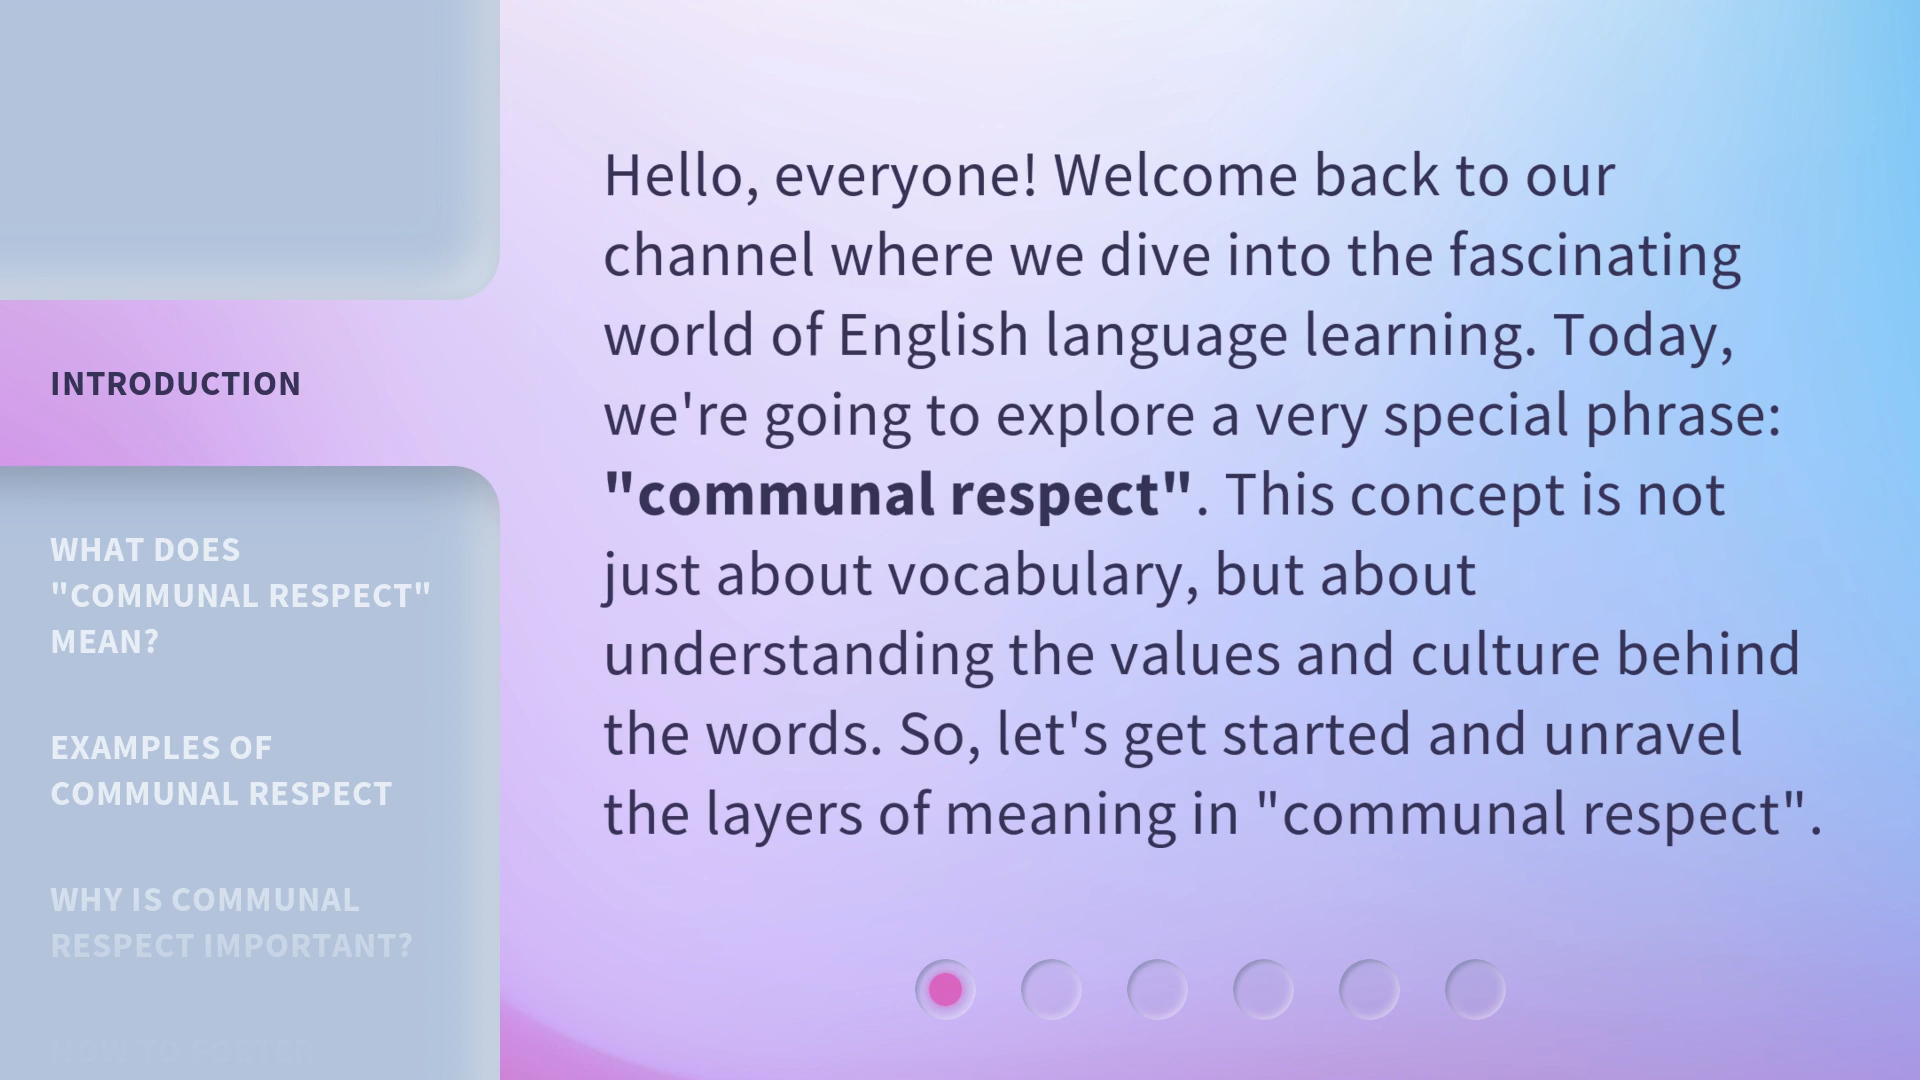 INTRODUCTION
WHAT DOES
"COMMUNAL RESPECT"
MEAN?
EXAMPLES OF
COMMUNAL RESPECT
WHY IS COMMUNAL
RESPECT IMPORTANT?
HOW TO FOSTER
Hello, everyone! Welcome back to our
channel where we dive into the fascinating
world of English language learning. Today,
we're going to explore a very special phrase:
"communal respect". This concept is not
just about vocabulary, but about
understanding the values and culture behind
the words. So, let's get started and unravel
the layers of meaning in "communal respect".